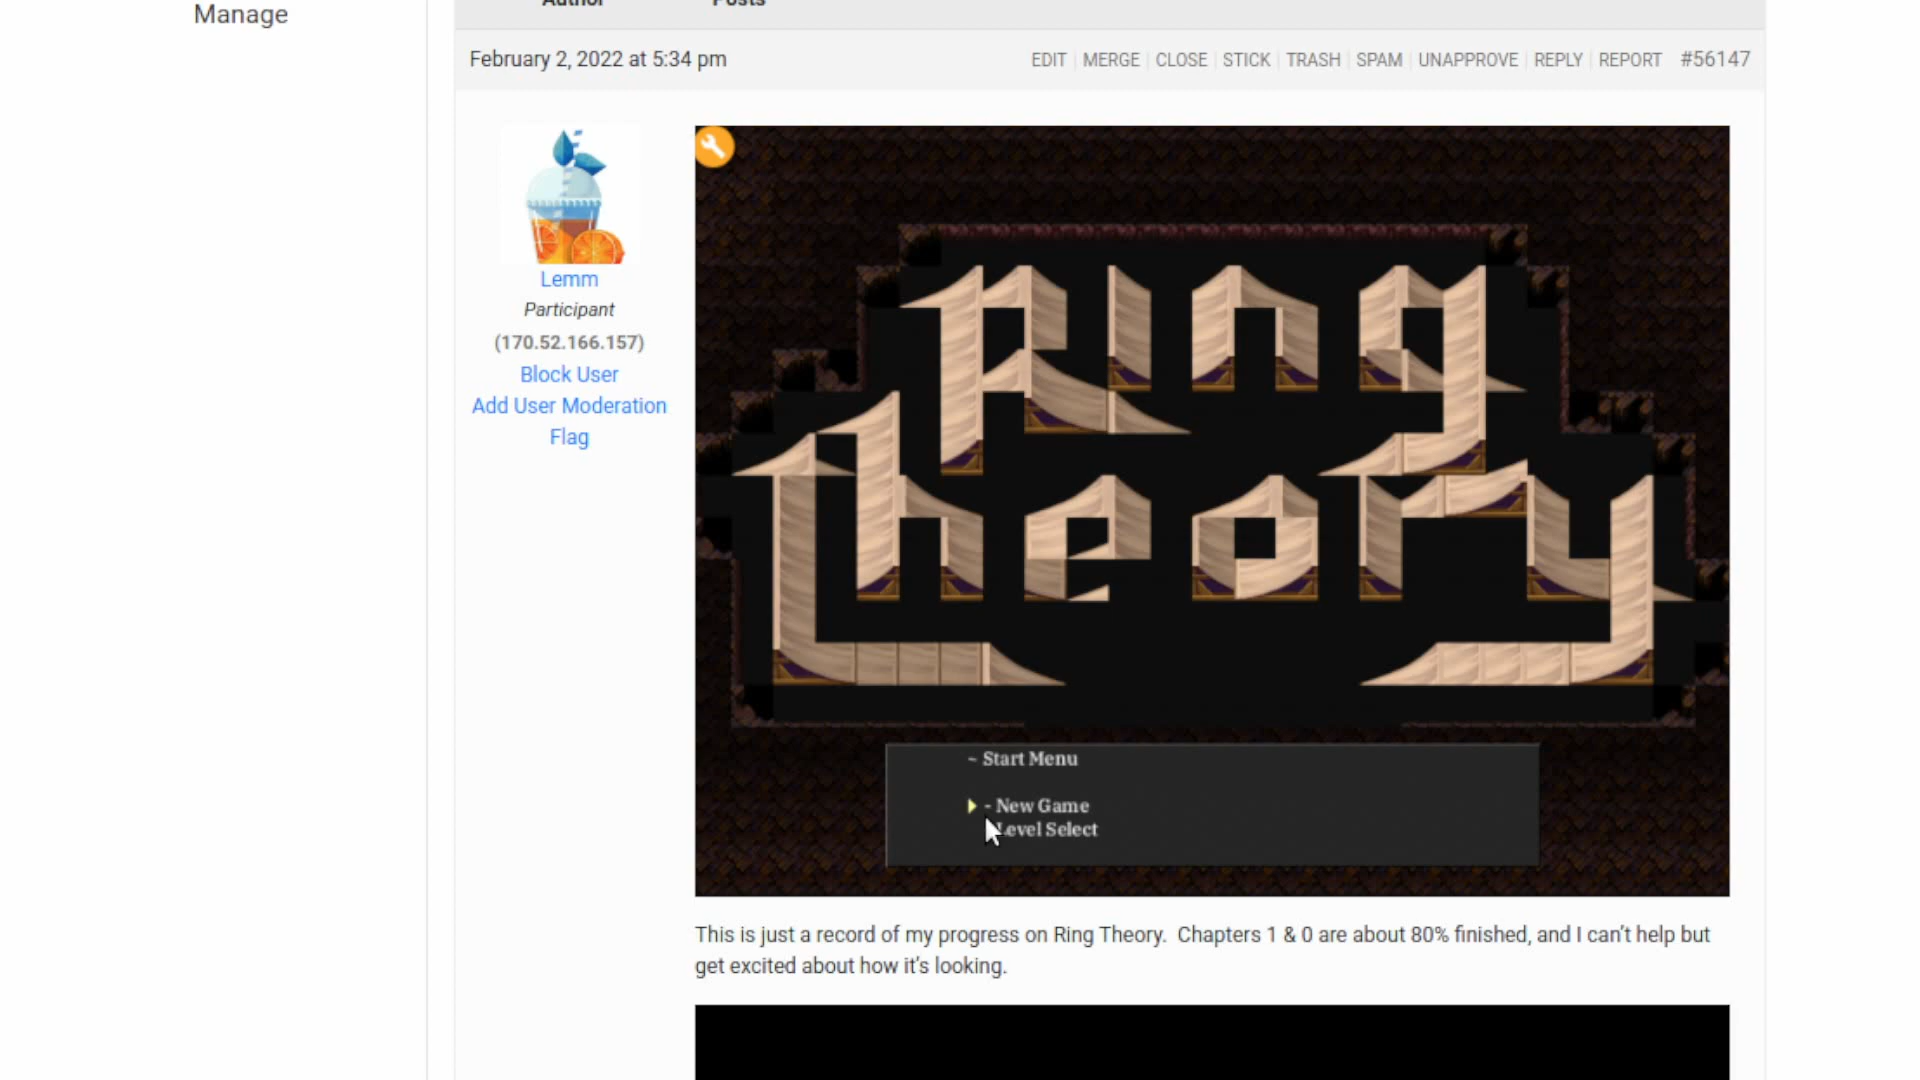 Manage
Author Posts
February 2, 2022 at 5:34 pm EDIT MERGE CLOSE STICK TRASH SPAM UNAPPROVE REPLY REPORT #56147
Lemm
Participant
(170.52.166.157)
Block User
Add User Moderation
Flag
Ring
Theory
~ Start Menu
- New Game
Level Select
This is just a record of my progress on Ring Theory. Chapters 1 & 0 are about 80% finished, and I can't help but
get excited about how it's looking.